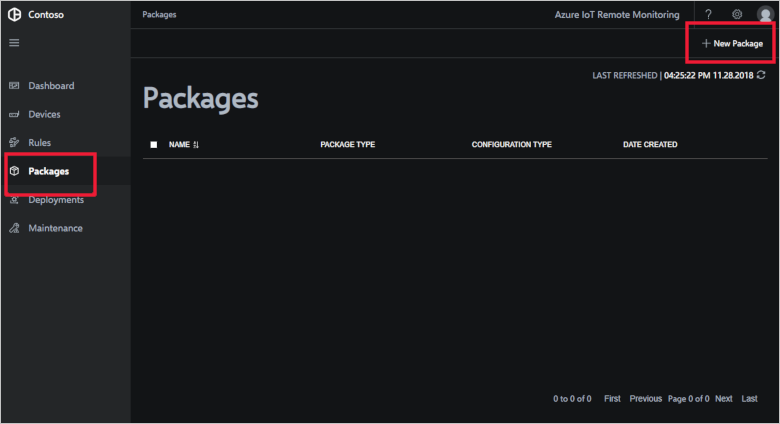 Contoso
Packages
Azure IoT Remote Monitoring
?
+ New Package
LAST REFRESHED | 04:25:22 PM 11.28.2018
Dashboard
Devices
Rules
Packages
Deployments
Maintenance
Packages
NAME PACKAGE TYPE CONFIGURATION TYPE DATE CREATED
0 to 0 of 0 First Previous Page 0 of 0 Next Last